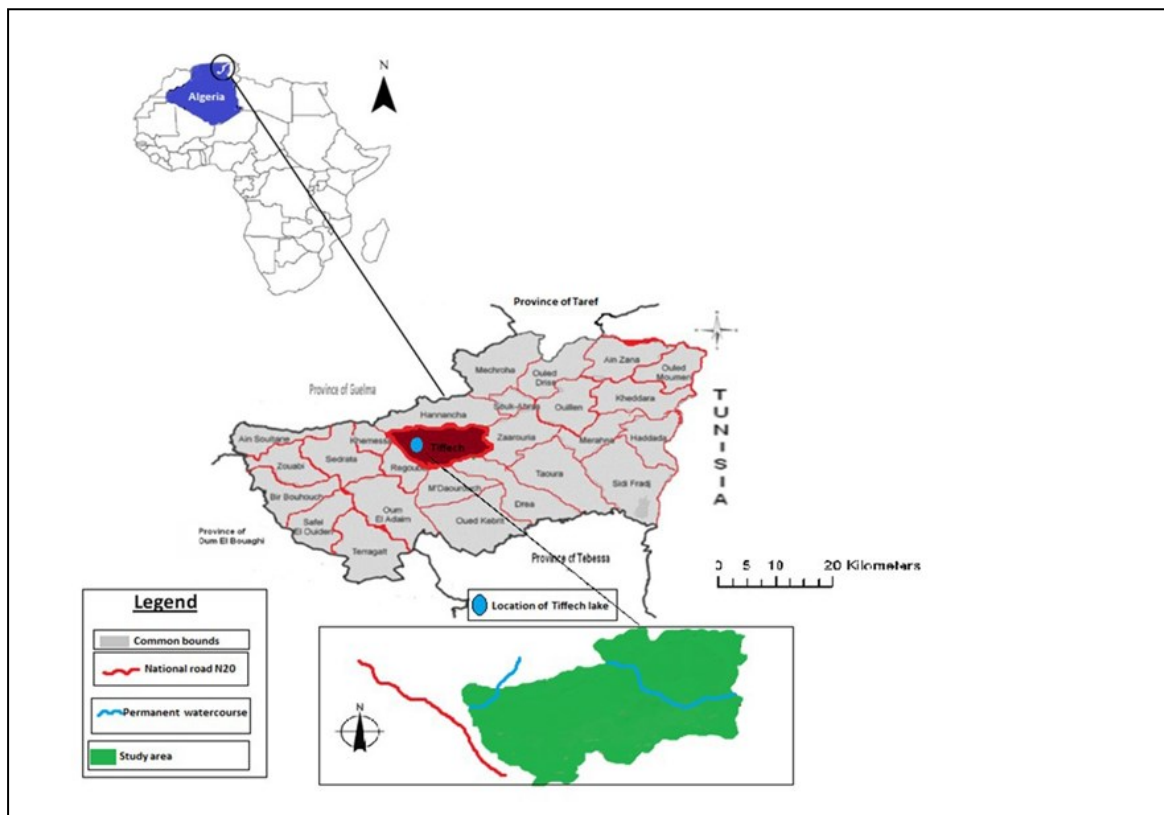 N
Algeria
Province of Taref
Ain Zana
Mechroha
Ouled
Driss
Ouled
Moumen
Province of Guelma
Kheddara
Souk-Ahras
Ouillen
Hannancha
TUNISIA
Ain Soultane
Khemessa
Tiffech
Zaarouria
Merahna
Haddada
Sedrata
Zouabi
Regouba
Taoura
Sidi Fradj
M'Daourouch
Bir Bouhouch
Drea
Oum
El Adaim
Safel
El Ouiden
Oued Kebrit
Province of
Oum El Bouaghi
Terragalt
Province of Tebessa
0 5 10 20 Kilometers
Legend
Location of Tiffech lake
Common bounds
National road N20
Permanent watercourse
Study area
N